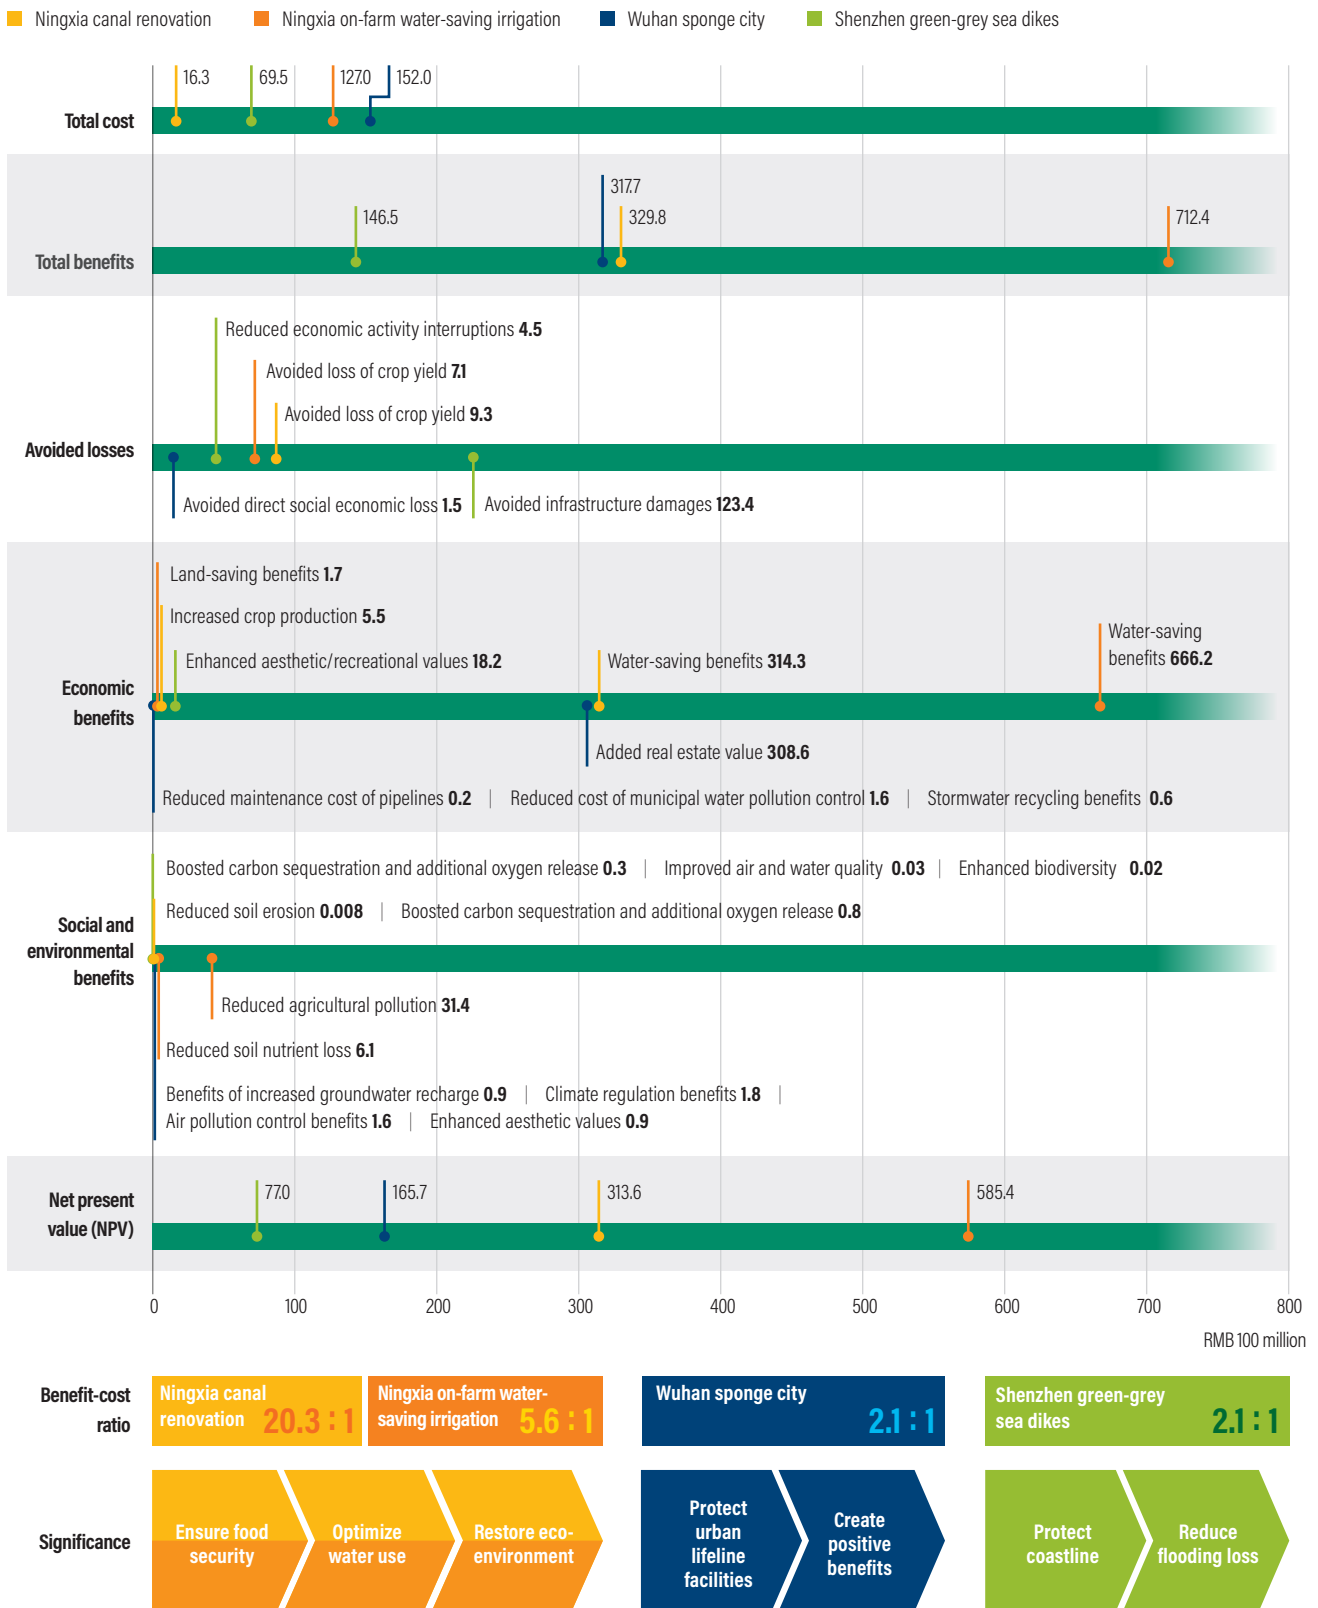 Ningxia canal renovation
Ningxia on-farm water-saving irrigation
Wuhan sponge city
Shenzhen green-grey sea dikes
16.3
69.5
127.0
152.0
Total cost
317.7
146.5
329.8
712.4
Total benefits
Reduced economic activity interruptions 4.5
Avoided loss of crop yield 7.1
Avoided loss of crop yield 9.3
Avoided losses
Avoided direct social economic loss 1.5
Avoided infrastructure damages 123.4
Land-saving benefits 1.7
Increased crop production 5.5
Enhanced aesthetic/recreational values 18.2
Water-saving benefits 314.3
Water-saving
benefits 666.2
Economic
benefits
Added real estate value 308.6
Reduced maintenance cost of pipelines 0.2 | Reduced cost of municipal water pollution control 1.6 | Stormwater recycling benefits 0.6
Boosted carbon sequestration and additional oxygen release 0.3 | Improved air and water quality 0.03 | Enhanced biodiversity 0.02
Reduced soil erosion 0.008 | Boosted carbon sequestration and additional oxygen release 0.8
Social and
environmental
benefits
Reduced agricultural pollution 31.4
Reduced soil nutrient loss 6.1
Benefits of increased groundwater recharge 0.9 | Climate regulation benefits 1.8 |
Air pollution control benefits 1.6 | Enhanced aesthetic values 0.9
Net present
value (NPV)
77.0
165.7
313.6
585.4
0 100 200 300 400 500 600 700 800
RMB 100 million
Benefit-cost
ratio
Ningxia canal
renovation 20.3 : 1
Ningxia on-farm water-
saving irrigation 5.6 : 1
Wuhan sponge city
2.1 : 1
Shenzhen green-grey
sea dikes 2.1 : 1
Significance
Ensure food
security
Optimize
water use
Restore eco-
environment
Protect
urban
lifeline
facilities
Create
positive
benefits
Protect
coastline
Reduce
flooding loss